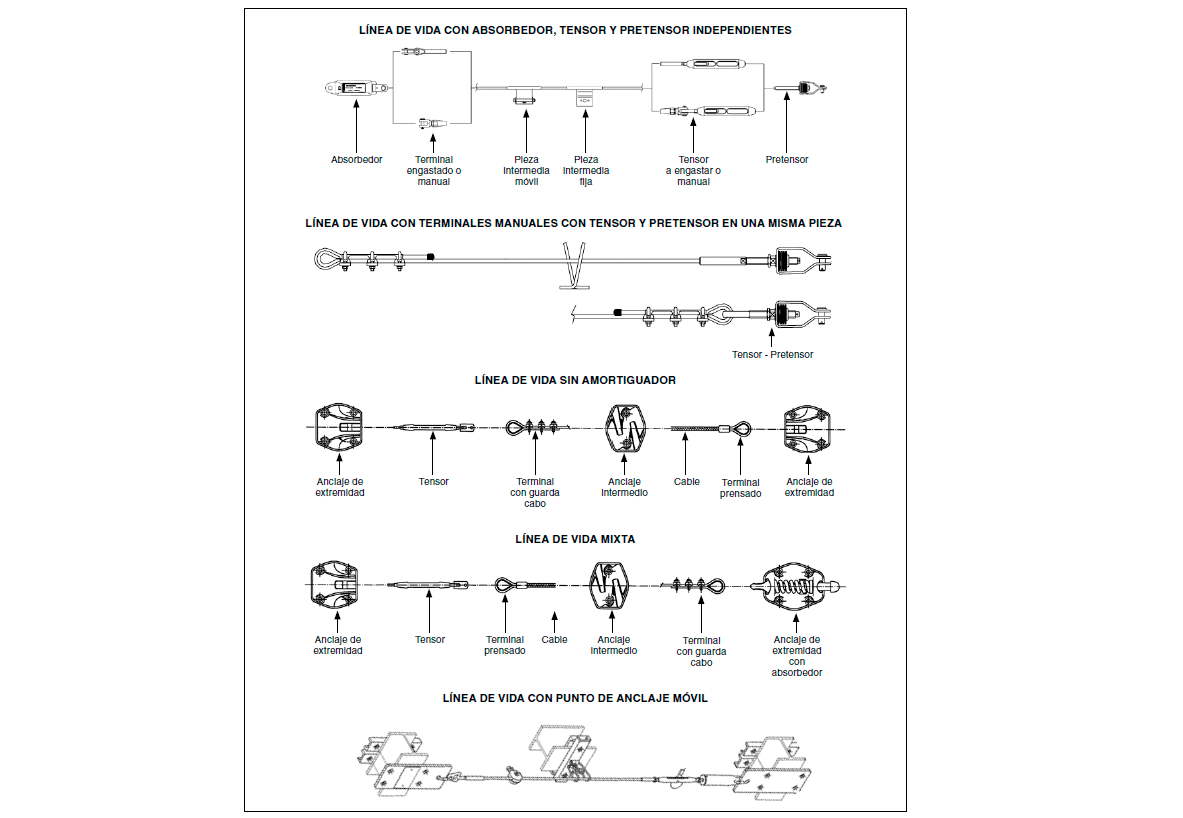 LÍNEA DE VIDA CON ABSORBEDOR, TENSOR Y PRETENSOR INDEPENDIENTES
Absorbedor
Terminal
engastado o
manual
Pieza
intermedia
móvil
Pieza
intermedia
fija
Tensor
a engastar o
manual
Pretensor
LÍNEA DE VIDA CON TERMINALES MANUALES CON TENSOR Y PRETENSOR EN UNA MISMA PIEZA
Tensor - Pretensor
LÍNEA DE VIDA SIN AMORTIGUADOR
Anclaje de
extremidad
Tensor
Terminal
con guarda
cabo
Anclaje
intermedio
Cable
Terminal
prensado
Anclaje de
extremidad
LÍNEA DE VIDA MIXTA
Anclaje de
extremidad
Tensor
Terminal
prensado
Cable
Anclaje
intermedio
Terminal
con guarda
cabo
Anclaje de
extremidad
con
absorbedor
LÍNEA DE VIDA CON PUNTO DE ANCLAJE MÓVIL